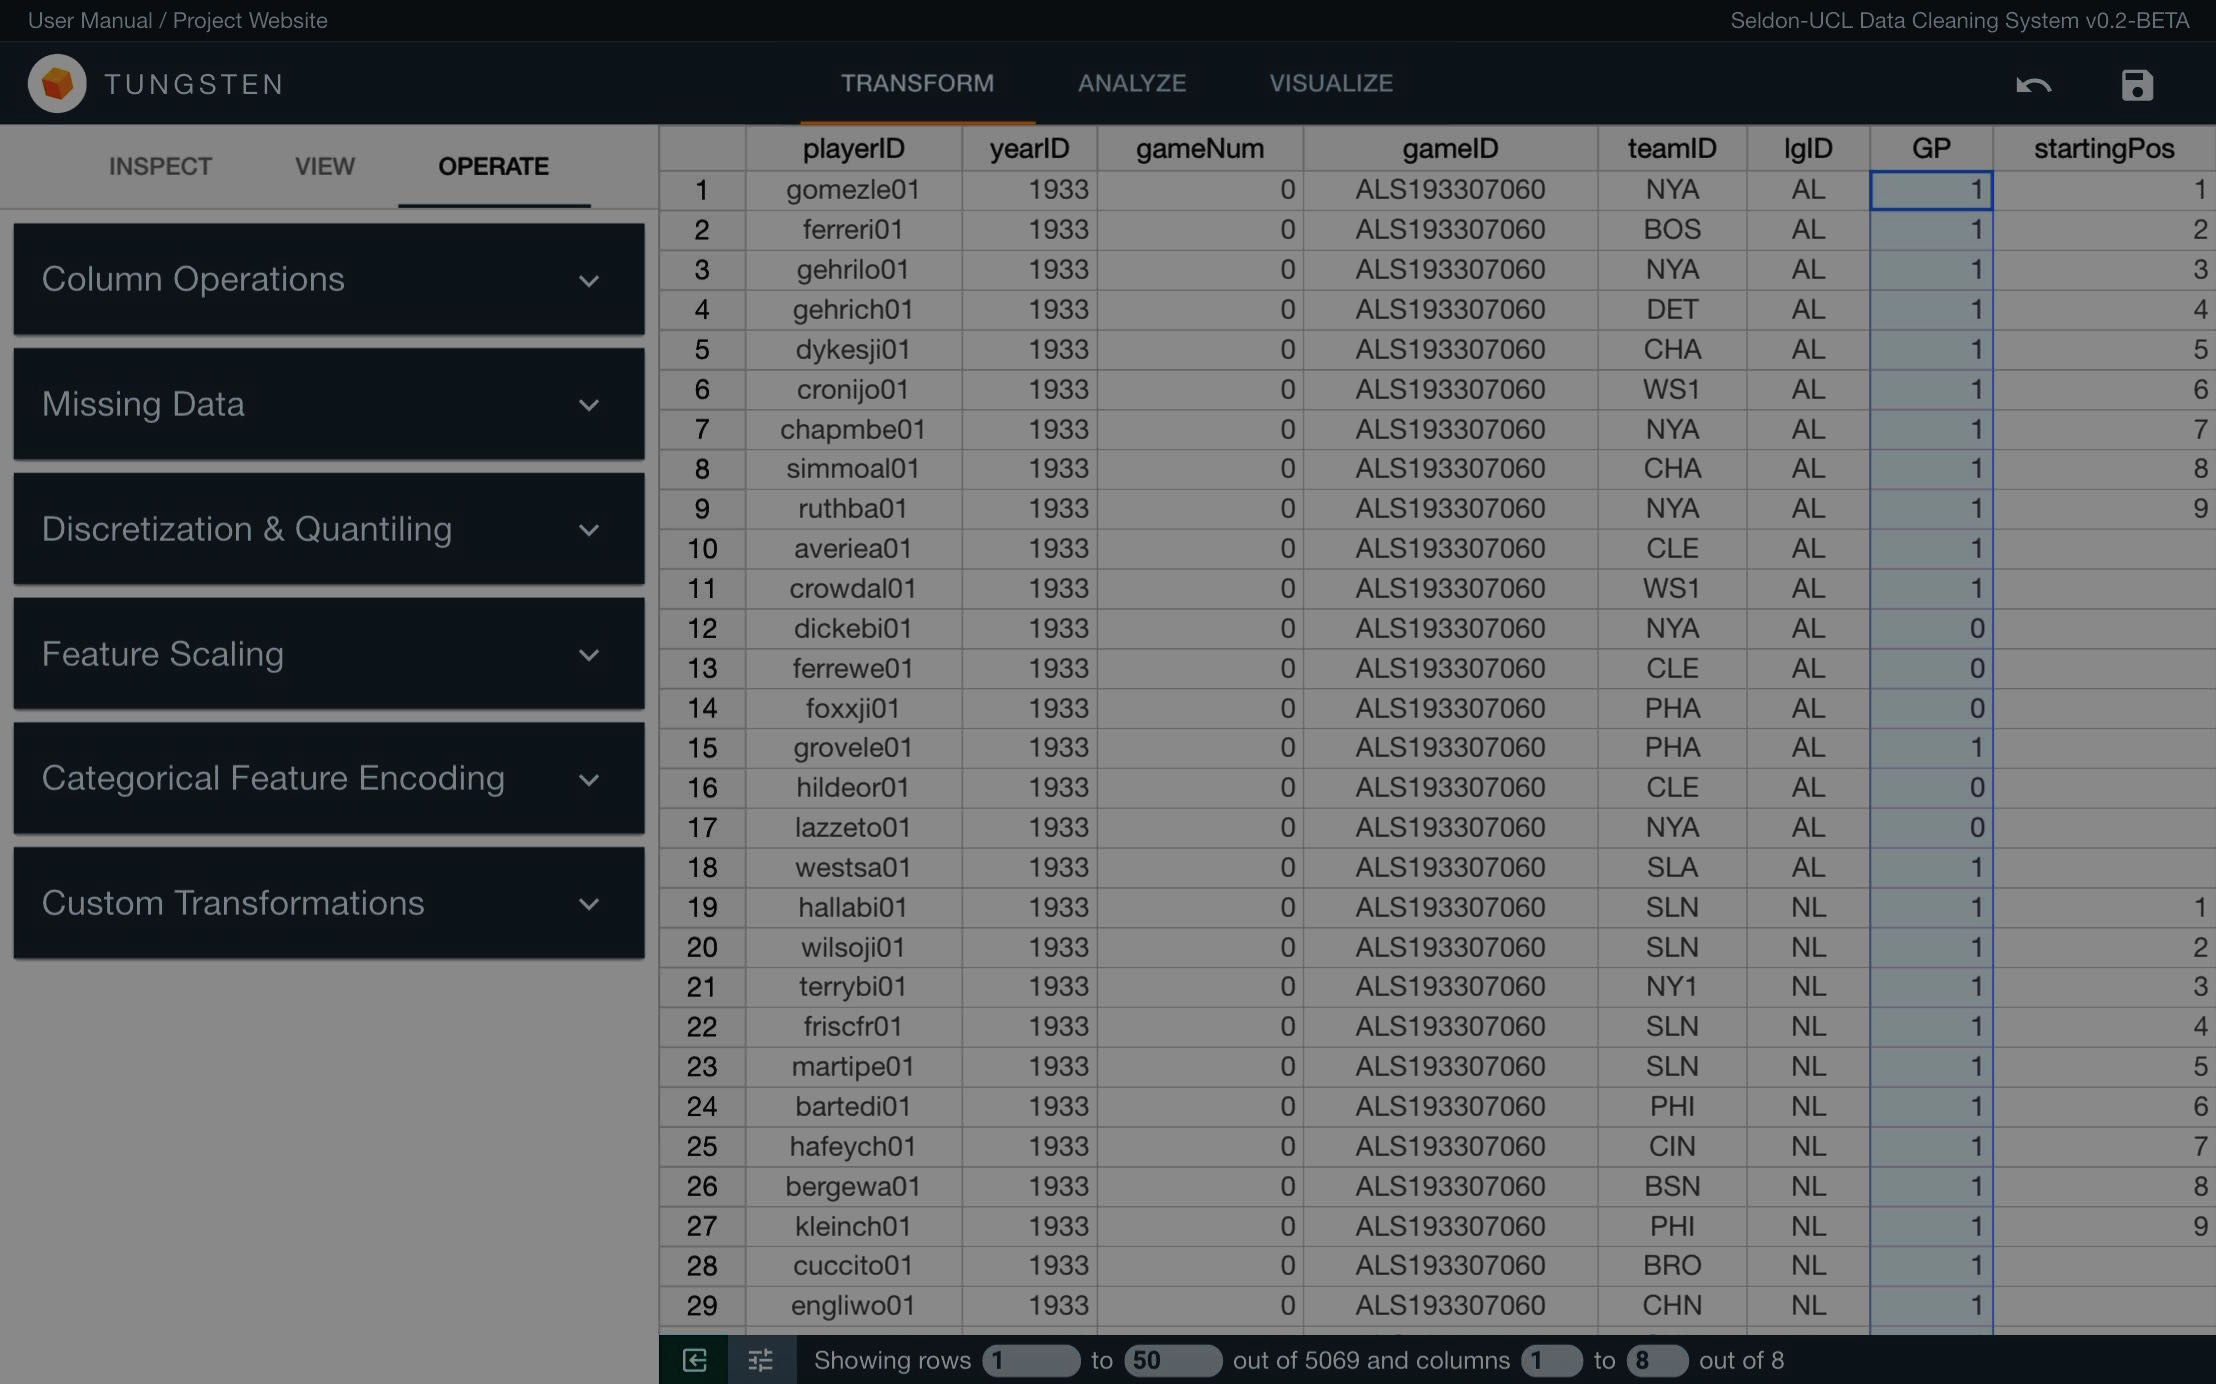 User Manual / Project Website
Seldon-UCL Data Cleaning System v0.2-BETA
TUNGSTEN
TRANSFORM ANALYZE VISUALIZE
INSPECT VIEW OPERATE
Column Operations
Missing Data
Discretization & Quantiling
Feature Scaling
Categorical Feature Encoding
Custom Transformations
playerID yearID gameNum gameID teamID lgID GP startingPos
1 gomezle01 1933 0 ALS193307060 NYA AL 1 1
2 ferreri01 1933 0 ALS193307060 BOS AL 1 2
3 gehrilo01 1933 0 ALS193307060 NYA AL 1 3
4 gehrich01 1933 0 ALS193307060 DET AL 1 4
5 dykesji01 1933 0 ALS193307060 CHA AL 1 5
6 cronijo01 1933 0 ALS193307060 WS1 AL 1 6
7 chapmbe01 1933 0 ALS193307060 NYA AL 1 7
8 simmoal01 1933 0 ALS193307060 CHA AL 1 8
9 ruthba01 1933 0 ALS193307060 NYA AL 1 9
10 averiea01 1933 0 ALS193307060 CLE AL 1
11 crowdal01 1933 0 ALS193307060 WS1 AL 1
12 dickebi01 1933 0 ALS193307060 NYA AL 0
13 ferrewe01 1933 0 ALS193307060 CLE AL 0
14 foxxji01 1933 0 ALS193307060 PHA AL 0
15 grovele01 1933 0 ALS193307060 PHA AL 1
16 hildeor01 1933 0 ALS193307060 CLE AL 0
17 lazzeto01 1933 0 ALS193307060 NYA AL 0
18 westsa01 1933 0 ALS193307060 SLA AL 1
19 hallabi01 1933 0 ALS193307060 SLN NL 1 1
20 wilsoji01 1933 0 ALS193307060 SLN NL 1 2
21 terrybi01 1933 0 ALS193307060 NY1 NL 1 3
22 friscfr01 1933 0 ALS193307060 SLN NL 1 4
23 martipe01 1933 0 ALS193307060 SLN NL 1 5
24 bartedi01 1933 0 ALS193307060 PHI NL 1 6
25 hafeych01 1933 0 ALS193307060 CIN NL 1 7
26 bergewa01 1933 0 ALS193307060 BSN NL 1 8
27 kleinch01 1933 0 ALS193307060 PHI NL 1 9
28 cuccito01 1933 0 ALS193307060 BRO NL 1
29 engliwo01 1933 0 ALS193307060 CHN NL 1
Showing rows 1 to 50 out of 5069 and columns 1 to 8 out of 8